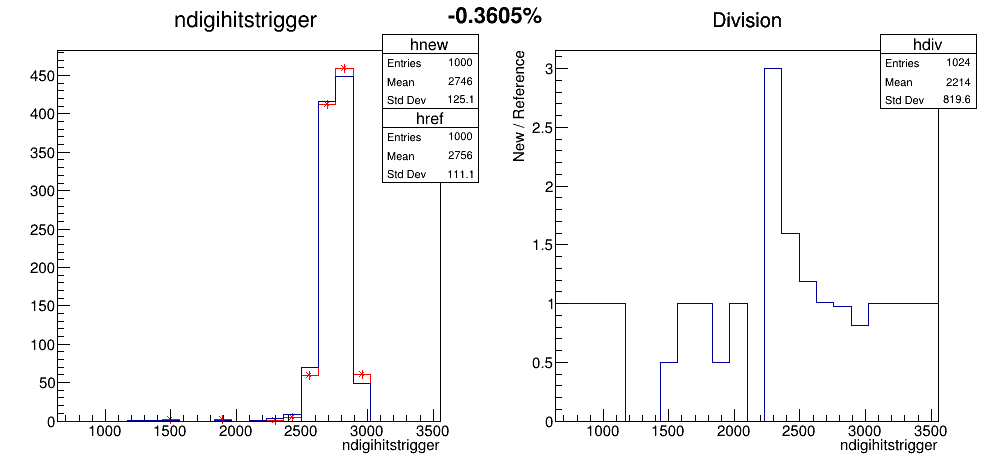 -0.3605%
ndigihitstrigger
hnew
Entries 1000
Mean 2746
Std Dev 125.1
href
Entries 1000
Mean 2756
Std Dev 111.1
450
400
350
300
250
200
150
100
50
0
1000 1500 2000 2500 3000 3500
ndigihitstrigger
Division
hdiv
Entries 1024
Mean 2214
Std Dev 819.6
New / Reference
3
2.5
2
1.5
1
0.5
0
1000 1500 2000 2500 3000 3500
ndigihitstrigger